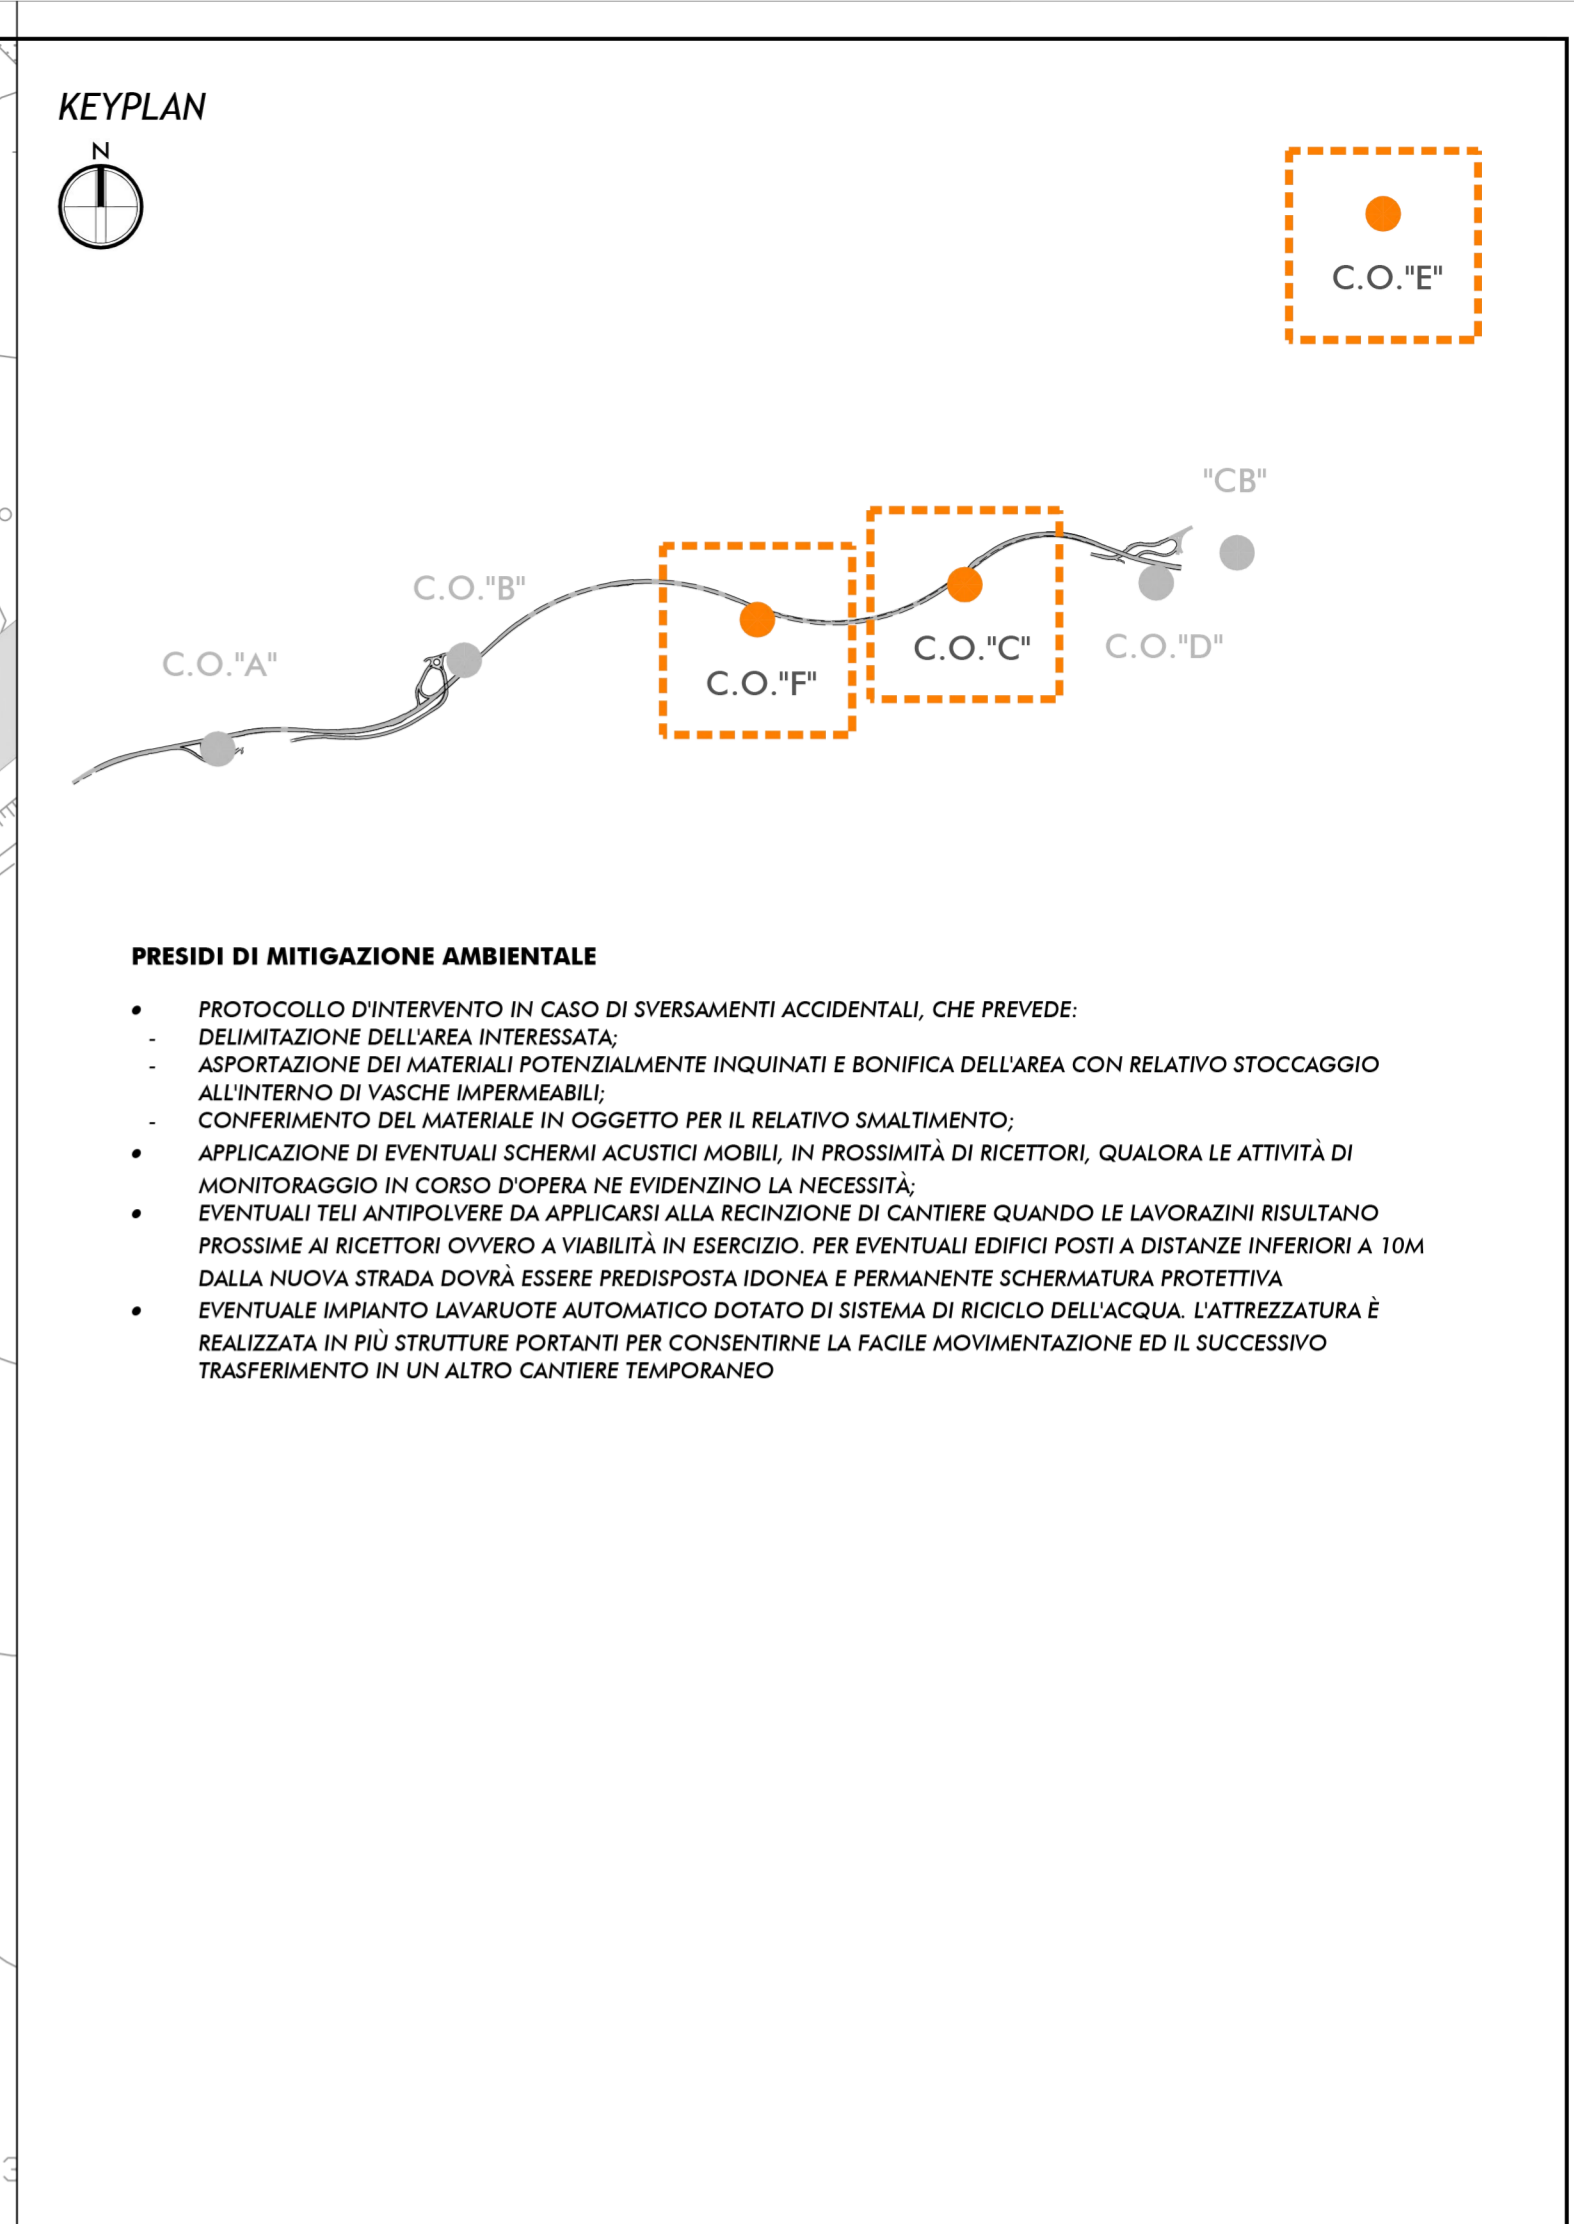 KEYPLAN
N
C.O."E"
"CB"
C.O."B"
C.O."C"
C.O."D"
C.O."A"
C.O."F"
PRESIDI DI MITIGAZIONE AMBIENTALE
• PROTOCOLLO D'INTERVENTO IN CASO DI SVERSAMENTI ACCIDENTALI, CHE PREVEDE:
- DELIMITAZIONE DELL'AREA INTERESSATA;
- ASPORTAZIONE DEI MATERIALI POTENZIALMENTE INQUINATI E BONIFICA DELL'AREA CON RELATIVO STOCCAGGIO
ALL'INTERNO DI VASCHE IMPERMEABILI;
- CONFERIMENTO DEL MATERIALE IN OGGETTO PER IL RELATIVO SMALTIMENTO;
• APPLICAZIONE DI EVENTUALI SCHERMI ACUSTICI MOBILI, IN PROSSIMITÀ DI RICETTORI, QUALORA LE ATTIVITÀ DI
MONITORAGGIO IN CORSO D'OPERA NE EVIDENZINO LA NECESSITÀ;
• EVENTUALI TELI ANTIPOLVERE DA APPLICARSI ALLA RECINZIONE DI CANTIERE QUANDO LE LAVORAZINI RISULTANO
PROSSIME AI RICETTORI OVVERO A VIABILITÀ IN ESERCIZIO. PER EVENTUALI EDIFICI POSTI A DISTANZE INFERIORI A 10M
DALLA NUOVA STRADA DOVRÀ ESSERE PREDISPOSTA IDONEA E PERMANENTE SCHERMATURA PROTETTIVA
• EVENTUALE IMPIANTO LAVARUOTE AUTOMATICO DOTATO DI SISTEMA DI RICICLO DELL'ACQUA. L'ATTREZZATURA È
REALIZZATA IN PIÙ STRUTTURE PORTANTI PER CONSENTIRNE LA FACILE MOVIMENTAZIONE ED IL SUCCESSIVO
TRASFERIMENTO IN UN ALTRO CANTIERE TEMPORANEO